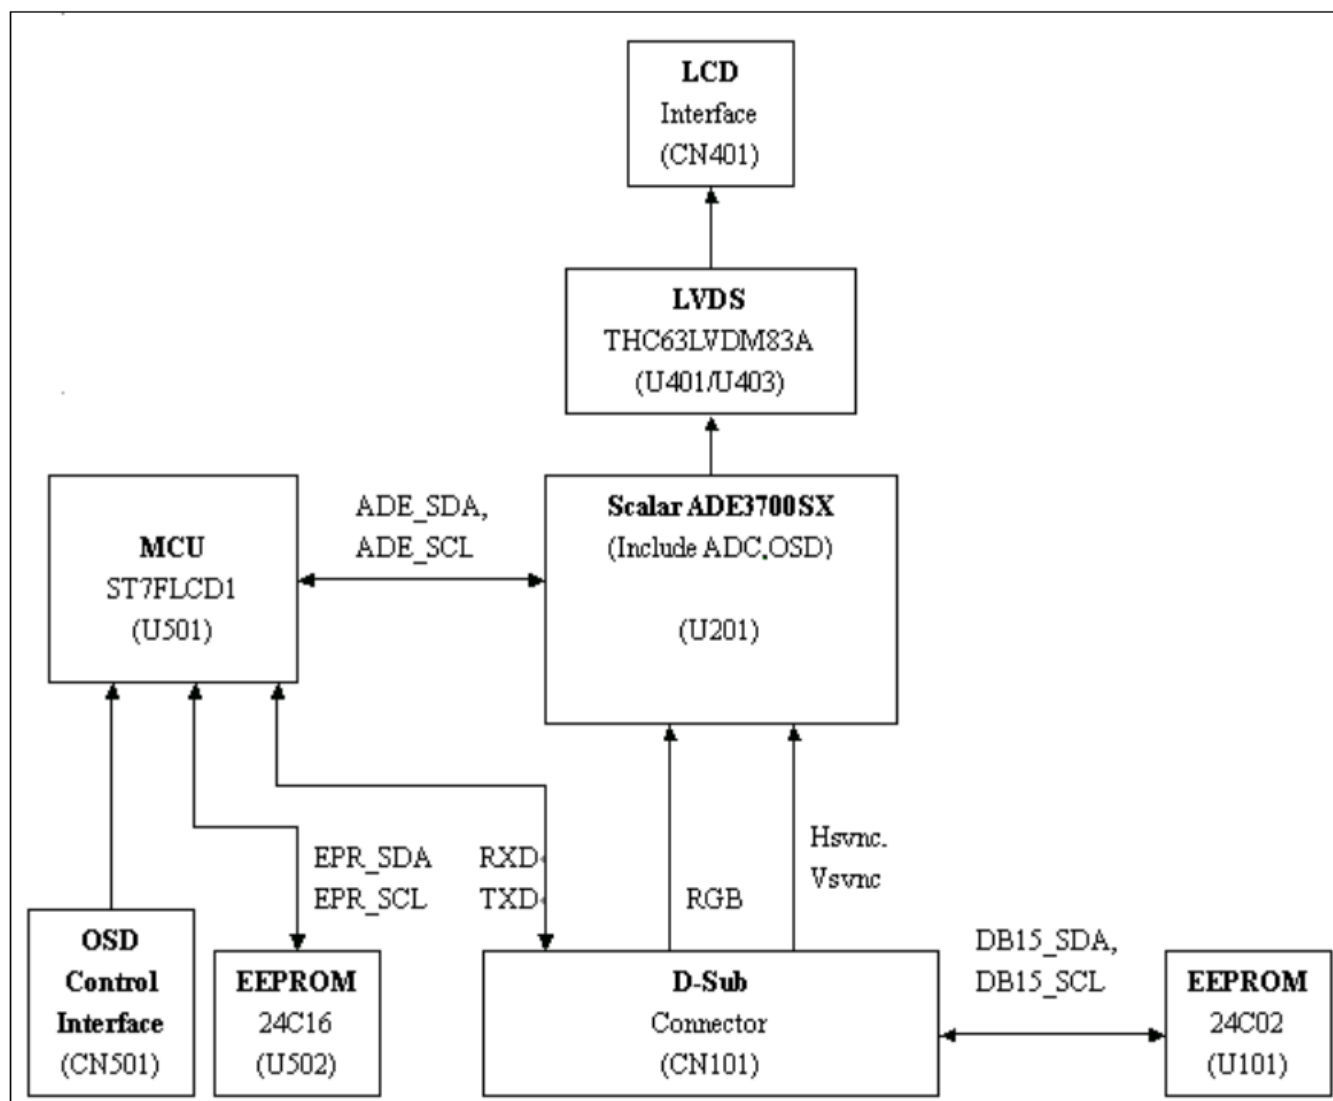 LCD
Interface
(CN401)
LVDS
THC63LVDM83A
(U401/U403)
MCU
ST7FLCD1
(U501)
ADE_SDA,
ADE_SCL
Scalar ADE3700SX
(Include ADC.OSD)
(U201)
EPR_SDA
EPR_SCL
RXD
TXD
RGB
Hsvnc.
Vsvnc
OSD
Control
Interface
(CN501)
EEPROM
24C16
(U502)
D-Sub
Connector
(CN101)
DB15_SDA,
DB15_SCL
EEPROM
24C02
(U101)